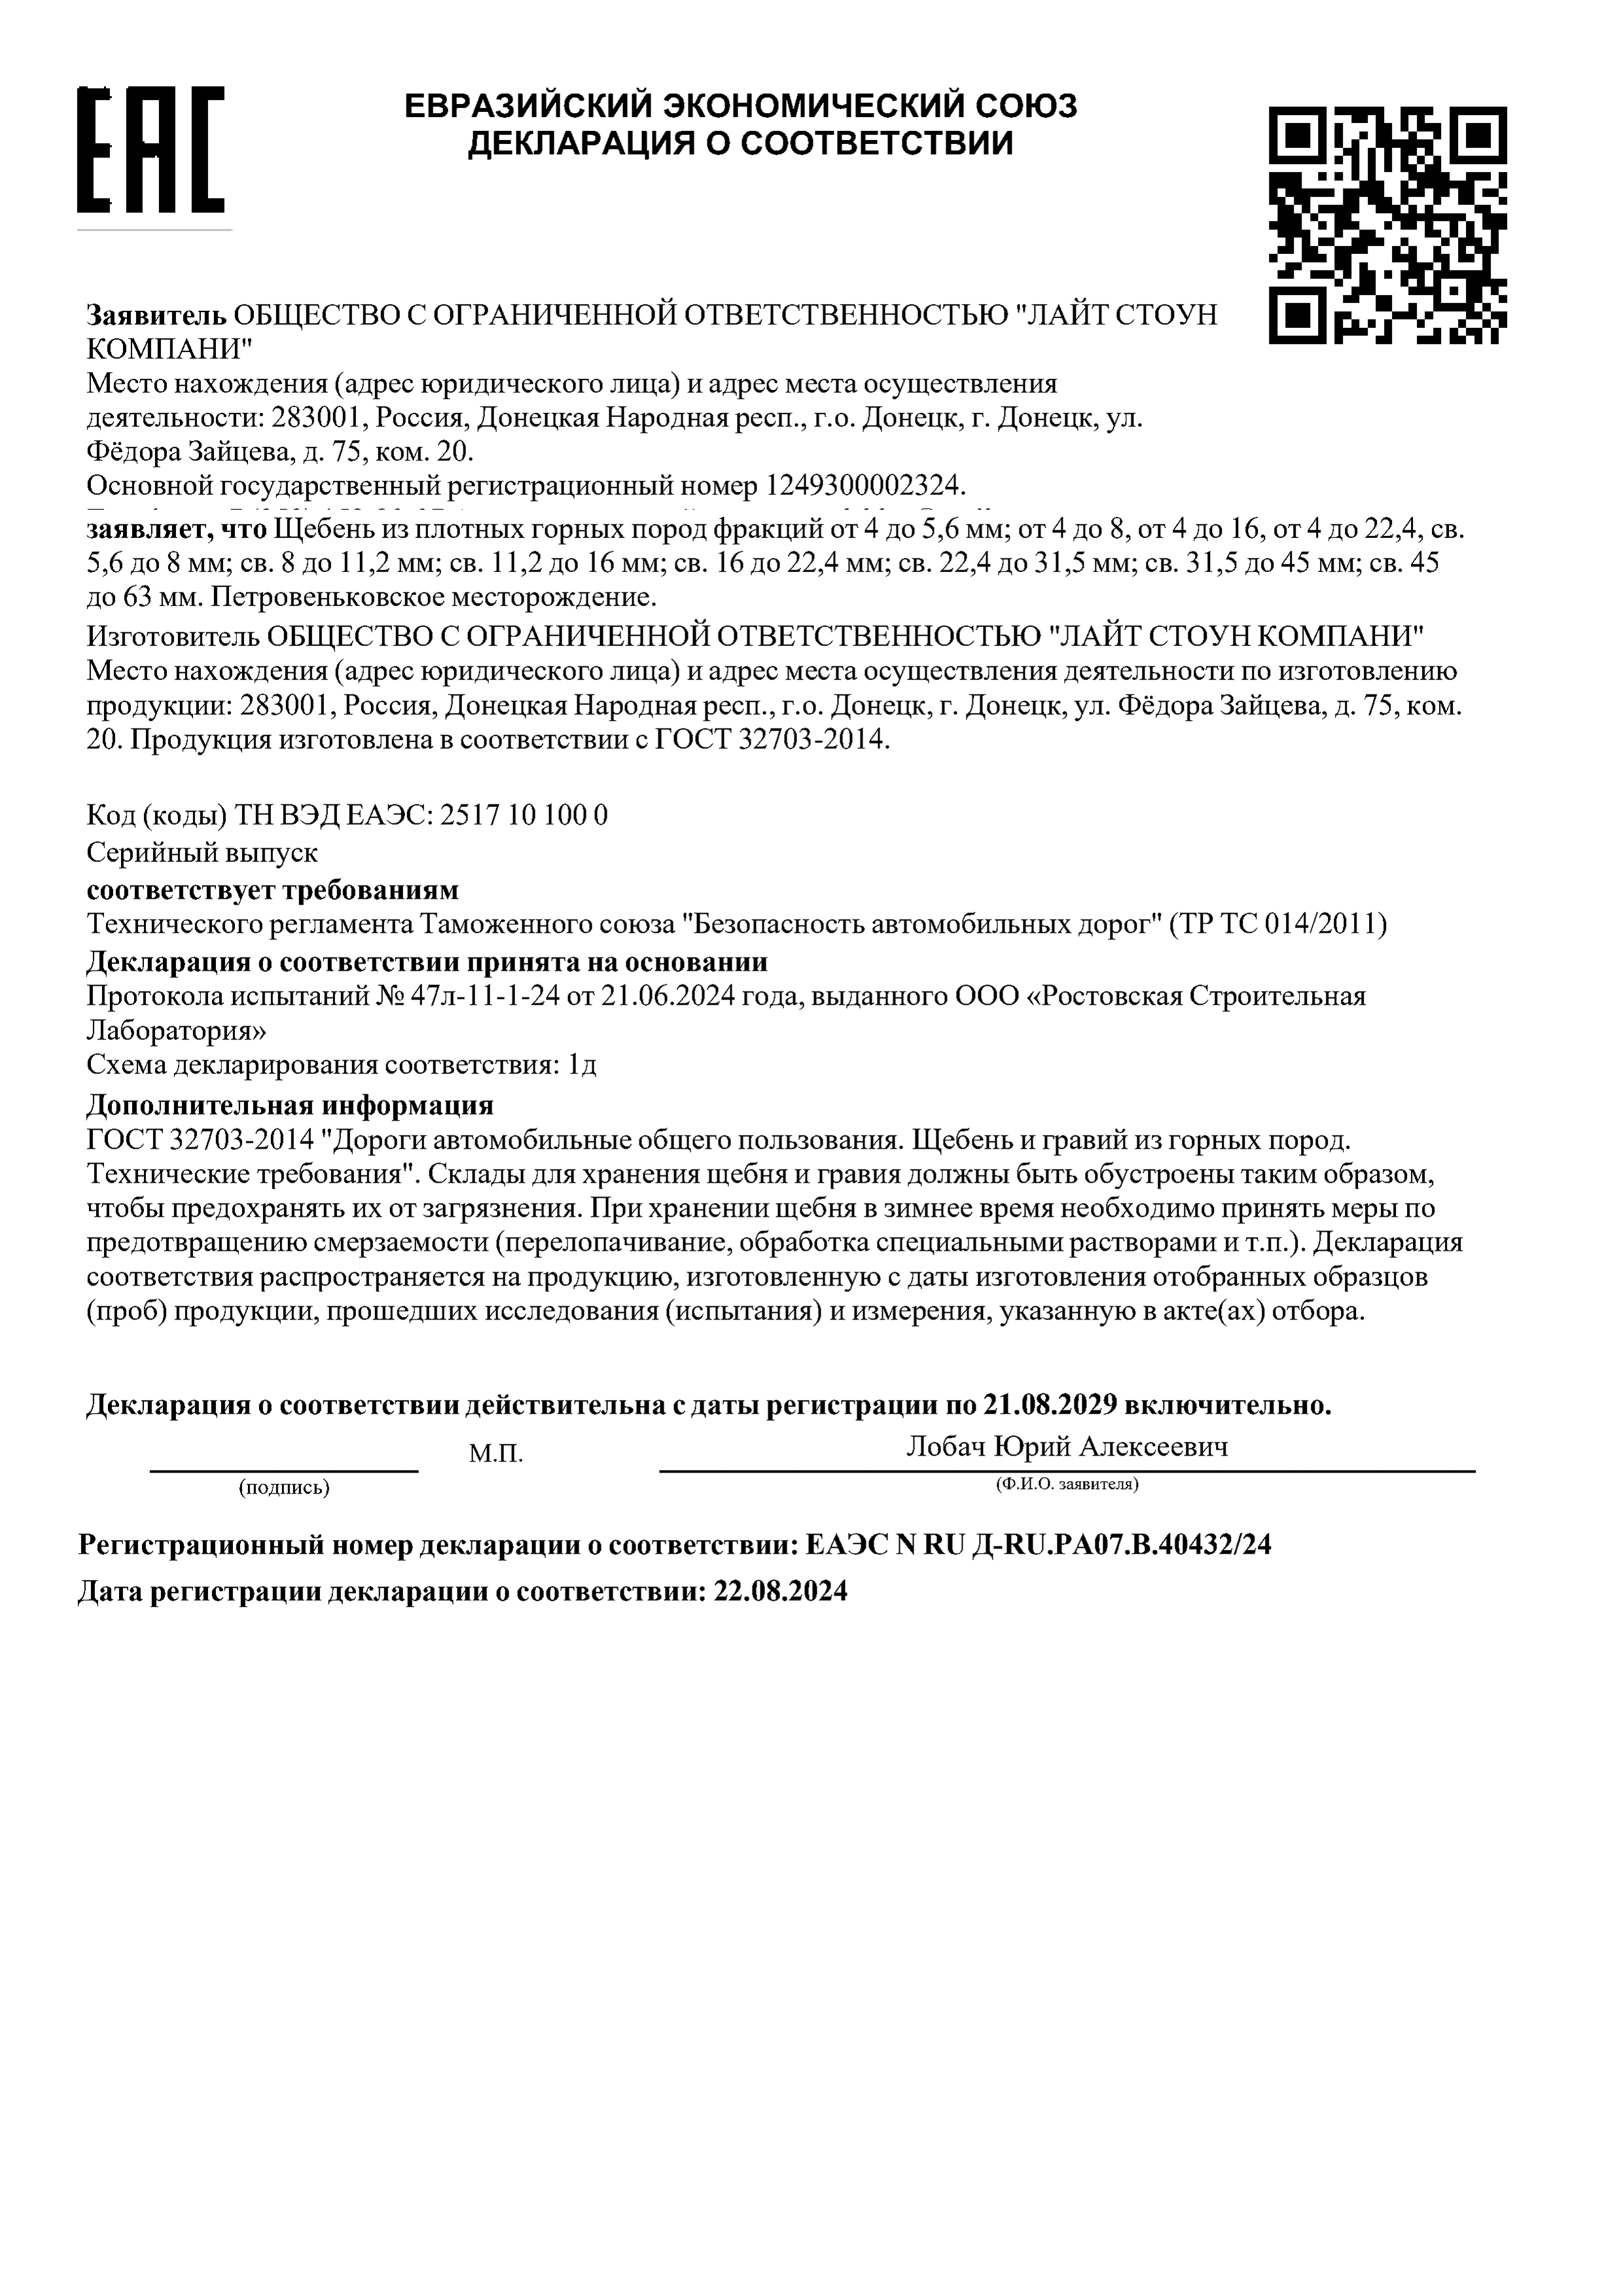 EAC
ЕВРАЗИЙСКИЙ ЭКОНОМИЧЕСКИЙ СОЮЗ
ДЕКЛАРАЦИЯ О СООТВЕТСТВИИ
Заявитель ОБЩЕСТВО С ОГРАНИЧЕННОЙ ОТВЕТСТВЕННОСТЬЮ "ЛАЙТ СТОУН
КОМПАНИ"
Место нахождения (адрес юридического лица) и адрес места осуществления
деятельности: 283001, Россия, Донецкая Народная респ., г.о. Донецк, г. Донецк, ул.
Фёдора Зайцева, д. 75, ком. 20.
Основной государственный регистрационный номер 1249300002324.
заявляет, что Щебень из плотных горных пород фракций от 4 до 5,6 мм; от 4 до 8, от 4 до 16, от 4 до 22,4, св.
5,6 до 8 мм; св. 8 до 11,2 мм; св. 11,2 до 16 мм; св. 16 до 22,4 мм; св. 22,4 до 31,5 мм; св. 31,5 до 45 мм; св. 45
до 63 мм. Петровеньковское месторождение.
Изготовитель ОБЩЕСТВО С ОГРАНИЧЕННОЙ ОТВЕТСТВЕННОСТЬЮ "ЛАЙТ СТОУН КОМПАНИ"
Место нахождения (адрес юридического лица) и адрес места осуществления деятельности по изготовлению
продукции: 283001, Россия, Донецкая Народная респ., г.о. Донецк, г. Донецк, ул. Фёдора Зайцева, д. 75, ком.
20. Продукция изготовлена в соответствии с ГОСТ 32703-2014.
Код (коды) ТН ВЭД ЕАЭС: 2517 10 100 0
Серийный выпуск
соответствует требованиям
Технического регламента Таможенного союза "Безопасность автомобильных дорог" (ТР ТС 014/2011)
Декларация о соответствии принята на основании
Протокола испытаний № 47л-11-1-24 от 21.06.2024 года, выданного ООО «Ростовская Строительная
Лаборатория»
Схема декларирования соответствия: 1д
Дополнительная информация
ГОСТ 32703-2014 "Дороги автомобильные общего пользования. Щебень и гравий из горных пород.
Технические требования". Склады для хранения щебня и гравия должны быть обустроены таким образом,
чтобы предохранять их от загрязнения. При хранении щебня в зимнее время необходимо принять меры по
предотвращению смерзаемости (перелопачивание, обработка специальными растворами и т.п.). Декларация
соответствия распространяется на продукцию, изготовленную с даты изготовления отобранных образцов
(проб) продукции, прошедших исследования (испытания) и измерения, указанную в акте(ах) отбора.
Декларация о соответствии действительна с даты регистрации по 21.08.2029 включительно.
М.П. Лобач Юрий Алексеевич
(подпись) (Ф.И.О. заявителя)
Регистрационный номер декларации о соответствии: ЕАЭС N RU Д-RU.РА07.В.40432/24
Дата регистрации декларации о соответствии: 22.08.2024